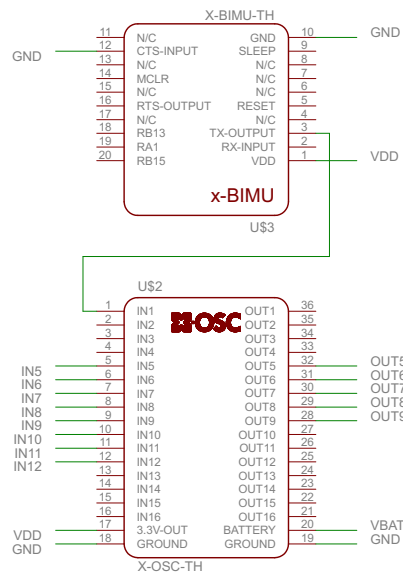 X-BIMU-TH
GND 11 N/C GND 10 GND
12 CTS-INPUT SLEEP 9
13 N/C N/C 8
14 MCLR N/C 7
15 N/C N/C 6
16 RTS-OUTPUT RESET 5
17 N/C N/C 4
18 RB13 TX-OUTPUT 3
19 RA1 RX-INPUT 2
20 RB15 VDD 1 VDD
x-BIMU
U$3
U$2
X-OSC
1 IN1 OUT1 36
2 IN2 OUT2 35
3 IN3 OUT3 34
4 IN4 OUT4 33
IN5 5 IN5 OUT5 32 OUT5
IN6 6 IN6 OUT6 31 OUT6
IN7 7 IN7 OUT7 30 OUT7
IN8 8 IN8 OUT8 29 OUT8
IN9 9 IN9 OUT9 28 OUT9
IN10 10 IN10 OUT10 27
IN11 11 IN11 OUT11 26
IN12 12 IN12 OUT12 25
13 IN13 OUT13 24
14 IN14 OUT14 23
15 IN15 OUT15 22
16 IN16 OUT16 21
VDD 17 3.3V-OUT BATTERY 20 VBAT
GND 18 GROUND GROUND 19 GND
X-OSC-TH